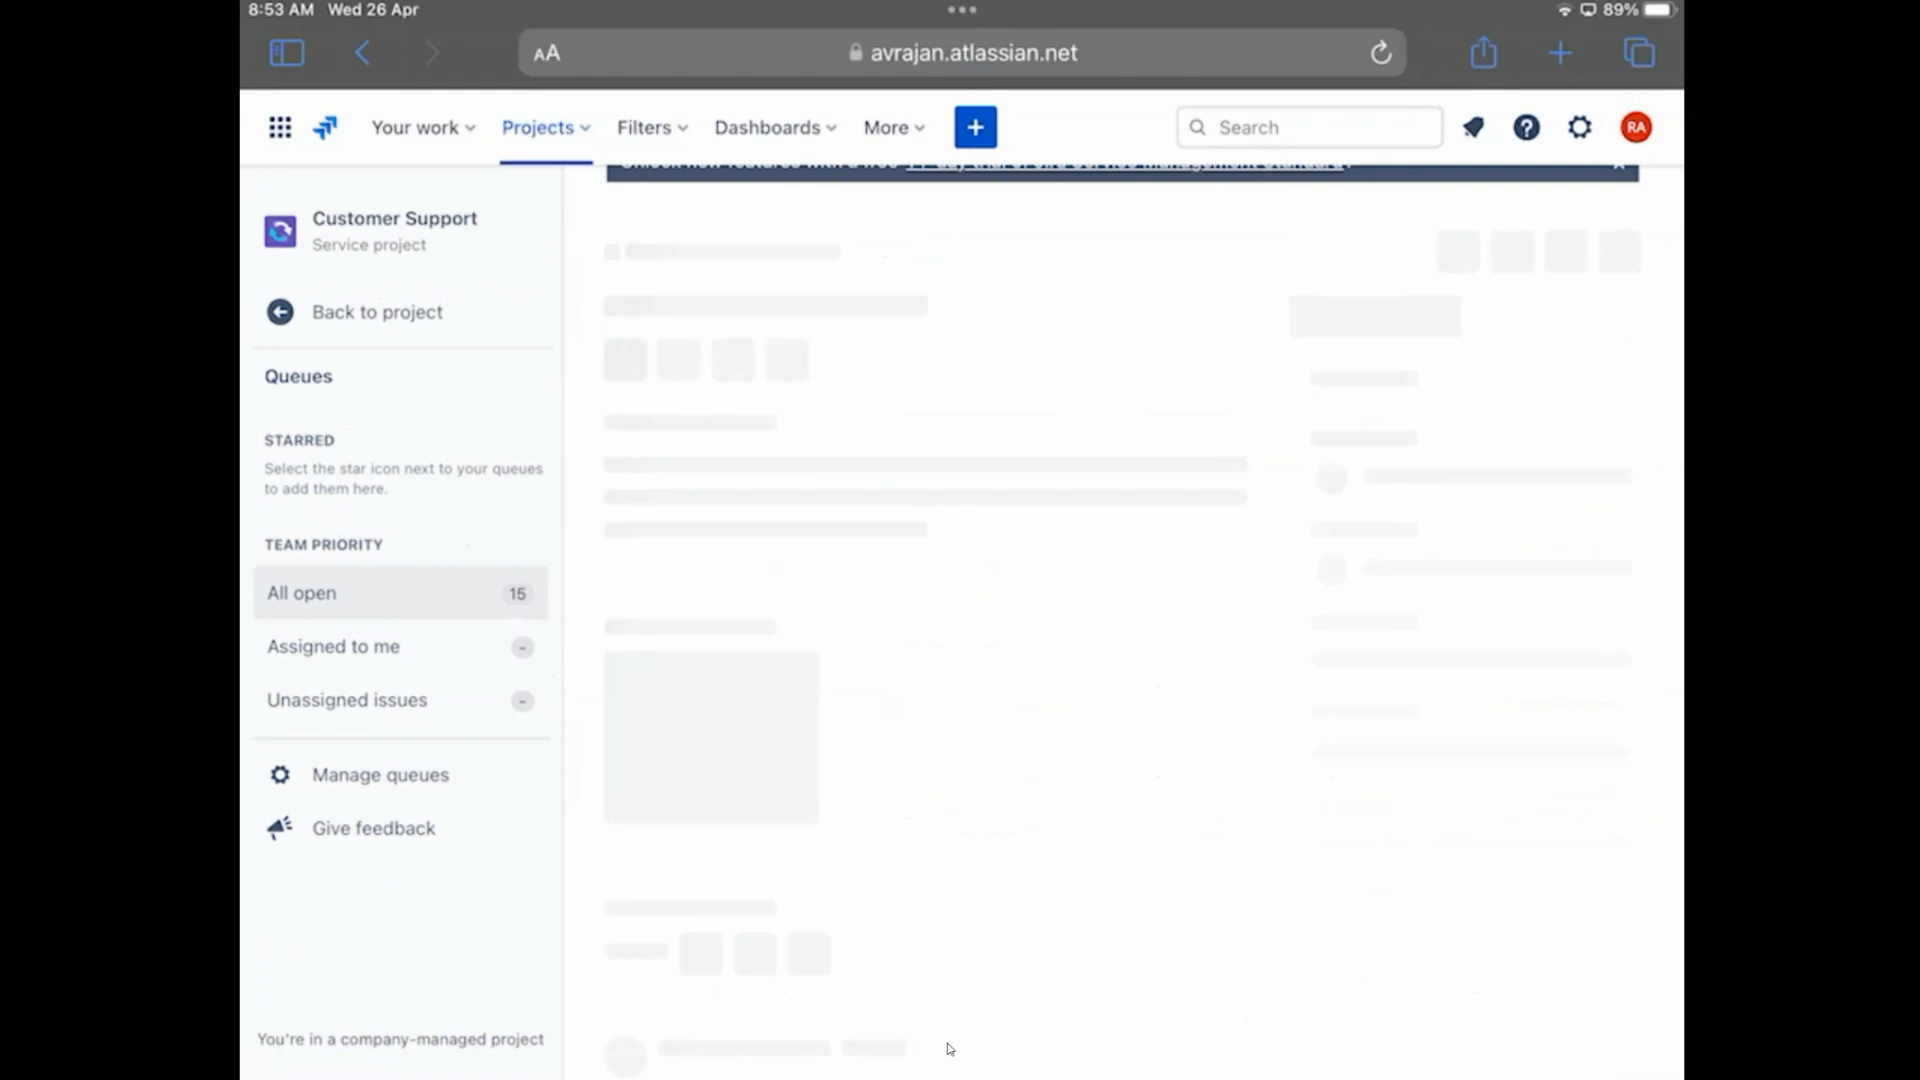 8:53 AM Wed 26 Apr
89%
AA
avrajan.atlassian.net
Your work
Projects
Filters
Dashboards
More
Search
RA
Customer Support
Service project
Back to project
Queues
STARRED
Select the star icon next to your queues
to add them here.
TEAM PRIORITY
All open 15
Assigned to me -
Unassigned issues -
Manage queues
Give feedback
You're in a company-managed project